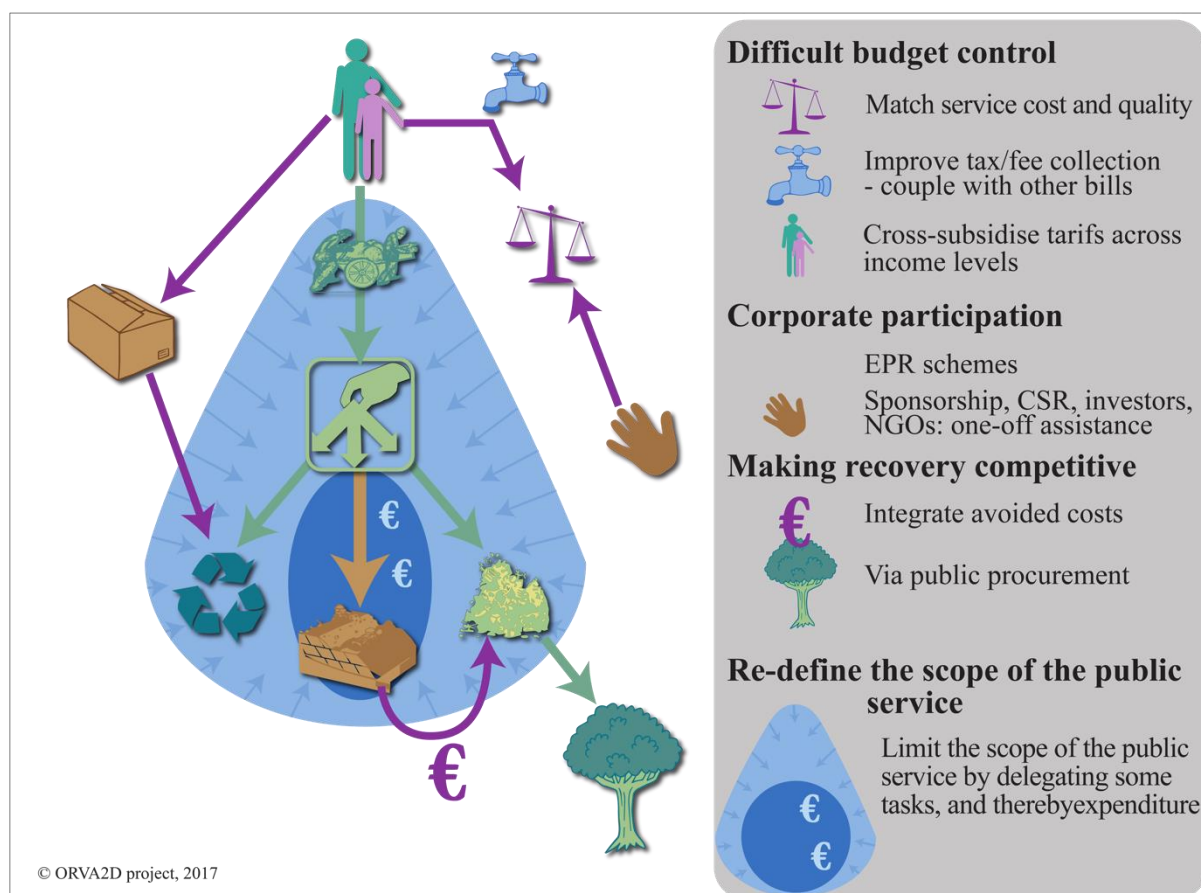 Difficult budget control
Match service cost and quality
Improve tax/fee collection
- couple with other bills
Cross-subsidise tarifs across
income levels
Corporate participation
EPR schemes
Sponsorship, CSR, investors,
NGOs: one-off assistance
Making recovery competitive
€
Integrate avoided costs
Via public procurement
Re-define the scope of the public
service
Limit the scope of the public
service by delegating some
tasks, and therebyexpenditure
€
€
€
€
€
© ORVA2D project, 2017